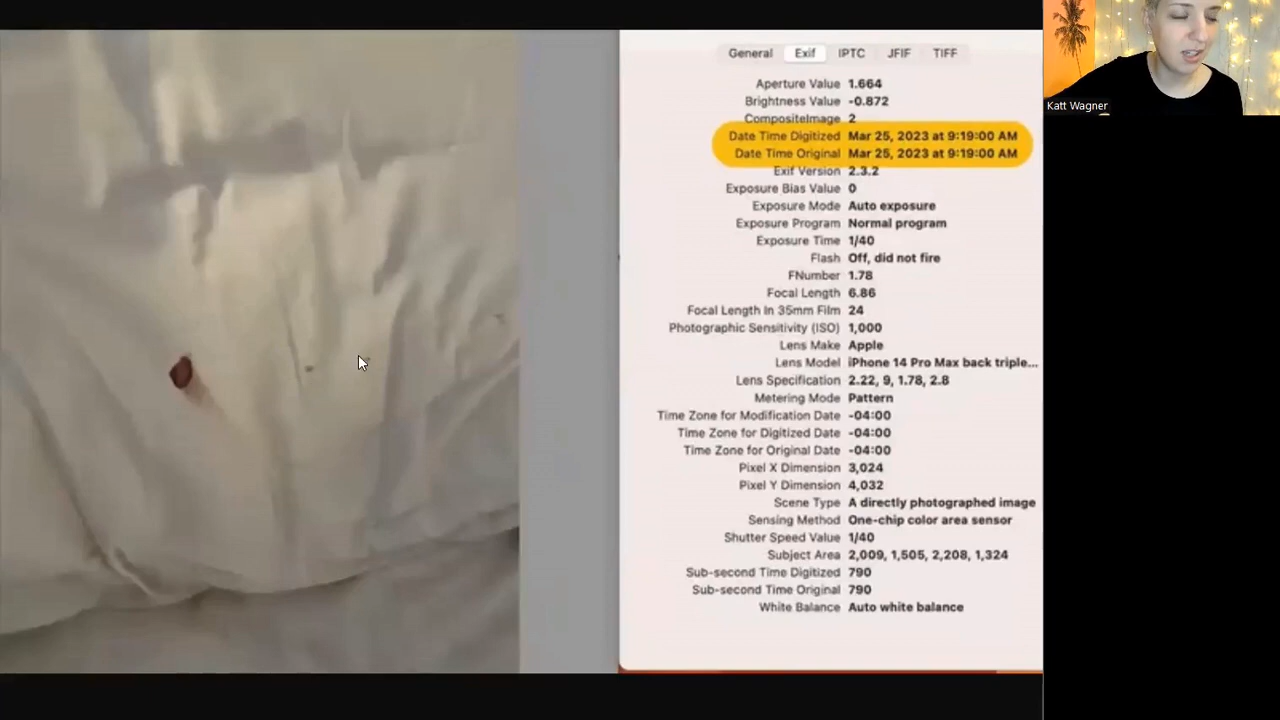 General Exif IPTC JFIF TIFF
Aperture Value 1.664
Brightness Value -0.872
CompositeImage 2
Date Time Digitized Mar 25, 2023 at 9:19:00 AM
Date Time Original Mar 25, 2023 at 9:19:00 AM
Exif Version 2.3.2
Exposure Bias Value 0
Exposure Mode Auto exposure
Exposure Program Normal program
Exposure Time 1/40
Flash Off, did not fire
FNumber 1.78
Focal Length 6.86
Focal Length In 35mm Film 24
Photographic Sensitivity (ISO) 1,000
Lens Make Apple
Lens Model iPhone 14 Pro Max back triple...
Lens Specification 2.22, 9, 1.78, 2.8
Metering Mode Pattern
Time Zone for Modification Date -04:00
Time Zone for Digitized Date -04:00
Time Zone for Original Date -04:00
Pixel X Dimension 3,024
Pixel Y Dimension 4,032
Scene Type A directly photographed image
Sensing Method One-chip color area sensor
Shutter Speed Value 1/40
Subject Area 2,009, 1,505, 2,208, 1,324
Sub-second Time Digitized 790
Sub-second Time Original 790
White Balance Auto white balance
Katt Wagner